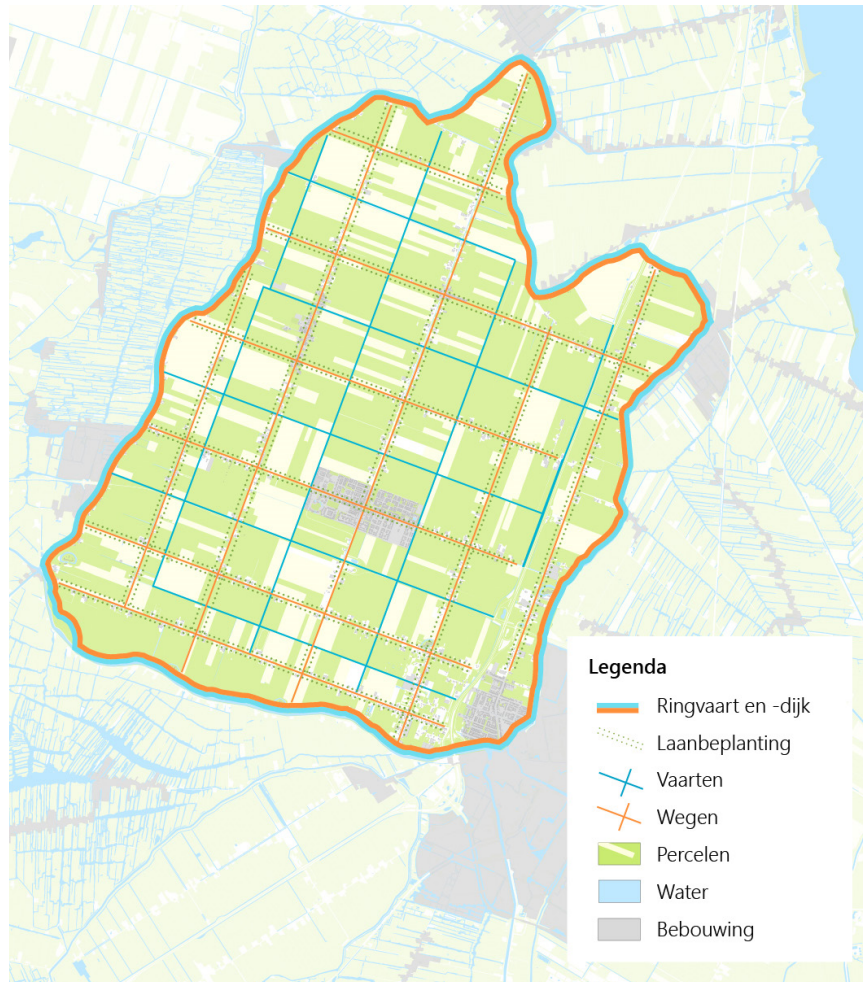 Legenda
Ringvaart en -dijk
Laanbeplanting
Vaarten
Wegen
Percelen
Water
Bebouwing